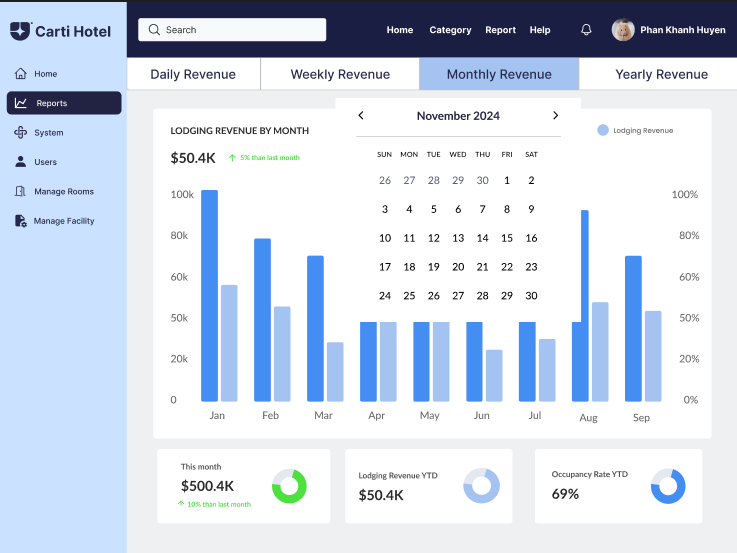 Carti Hotel
Search
Home Category Report Help
Phan Khanh Huyen
Home
Reports
System
Users
Manage Rooms
Manage Facility
Daily Revenue Weekly Revenue Monthly Revenue Yearly Revenue
LODGING REVENUE BY MONTH
$50.4K
5% than last month
November 2024
SUN MON TUE WED THU FRI SAT
26 27 28 29 30 1 2
3 4 5 6 7 8 9
10 11 12 13 14 15 16
17 18 19 20 21 22 23
24 25 26 27 28 29 30
Lodging Revenue
100k 100%
80k 80%
60k 60%
50k 50%
20k 20%
0 0%
Jan Feb Mar Apr May Jun Jul Aug Sep
This month
$500.4K
10% than last month
Lodging Revenue YTD
$50.4K
Occupancy Rate YTD
69%